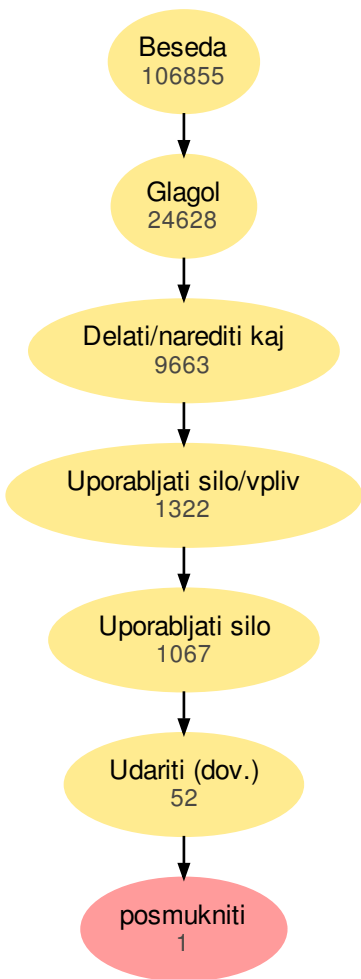 Beseda
106855
Glagol
24628
Delati/narediti kaj
9663
Uporabljati silo/vpliv
1322
Uporabljati silo
1067
Udariti (dov.)
52
posmukniti
1